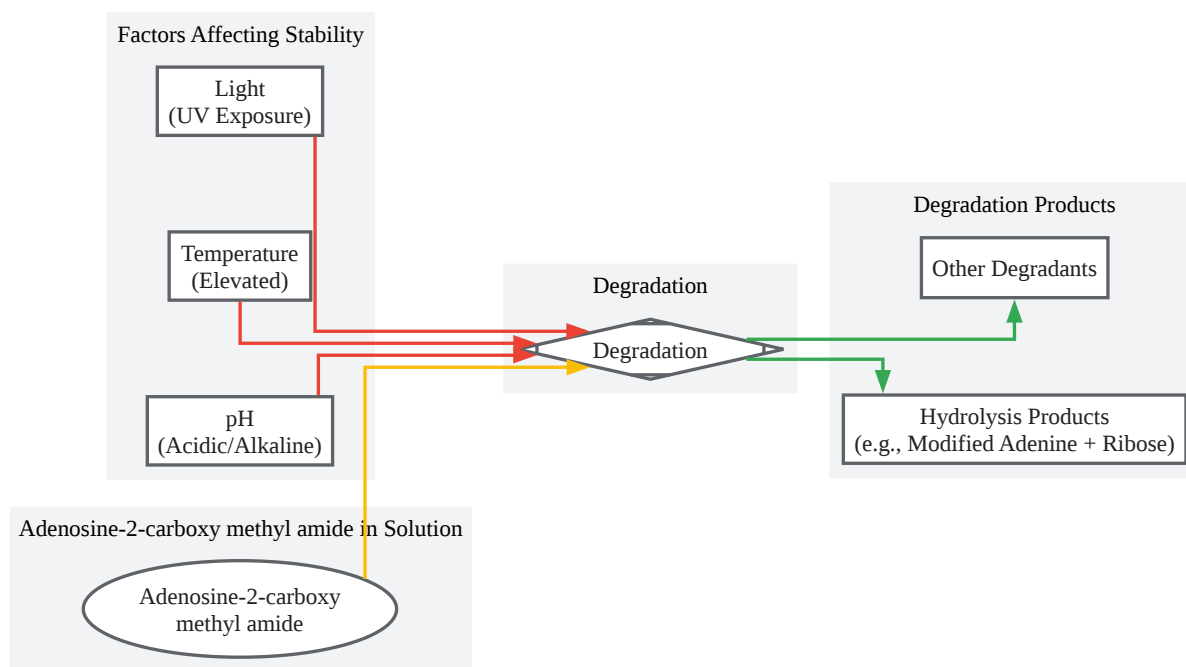 Factors Affecting Stability
Light
(UV Exposure)
Temperature
(Elevated)
pH
(Acidic/Alkaline)
Adenosine-2-carboxy methyl amide in Solution
Adenosine-2-carboxy
methyl amide
Degradation
Degradation
Degradation Products
Other Degradants
Hydrolysis Products
(e.g., Modified Adenine + Ribose)